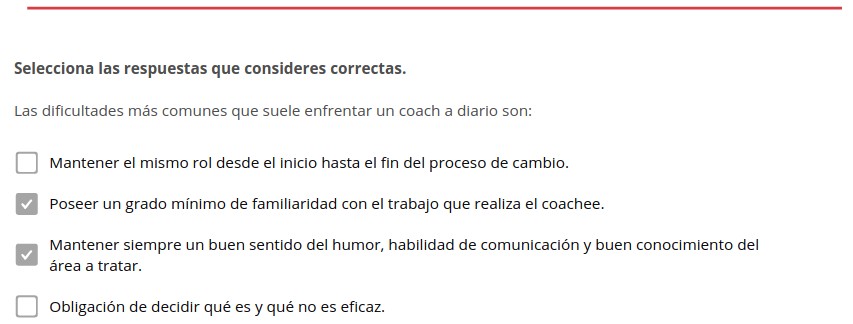 Selecciona las respuestas que consideres correctas.
Las dificultades más comunes que suele enfrentar un coach a diario son:
Mantener el mismo rol desde el inicio hasta el fin del proceso de cambio.
Poseer un grado mínimo de familiaridad con el trabajo que realiza el coachee.
Mantener siempre un buen sentido del humor, habilidad de comunicación y buen conocimiento del
área a tratar.
Obligación de decidir qué es y qué no es eficaz.